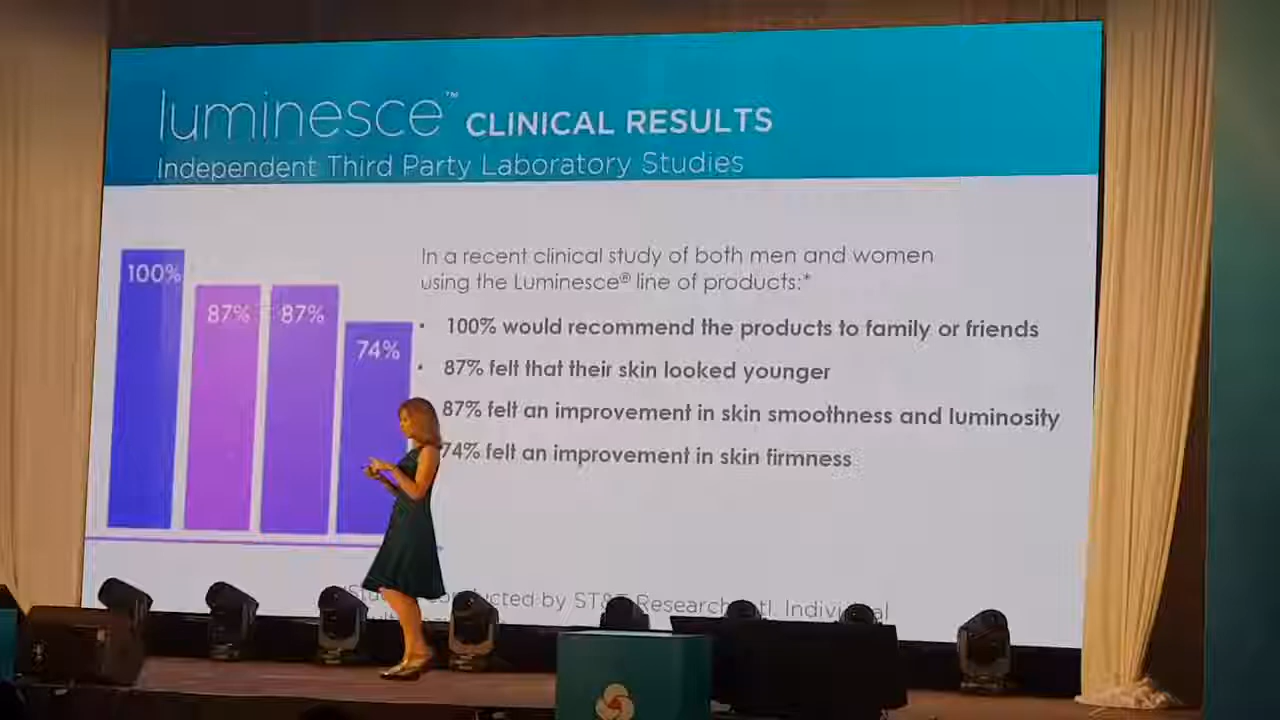 luminesce™ CLINICAL RESULTS
Independent Third Party Laboratory Studies
100%
87%
87%
74%
In a recent clinical study of both men and women
using the Luminesce® line of products:*
• 100% would recommend the products to family or friends
• 87% felt that their skin looked younger
87% felt an improvement in skin smoothness and luminosity
74% felt an improvement in skin firmness
by